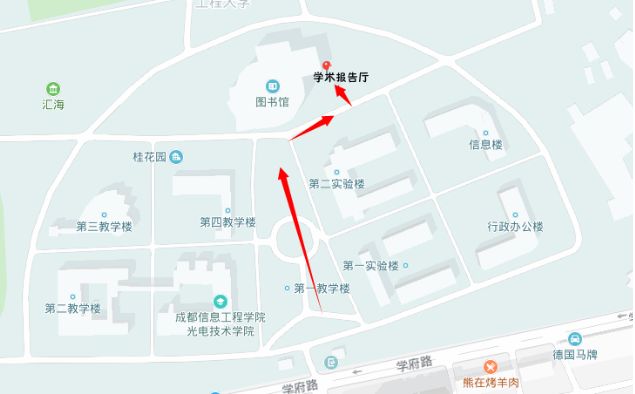 工程大学
学术报告厅
汇海
图书馆
信息楼
桂花园
第二实验楼
第三教学楼
第四教学楼
行政办公楼
第一实验楼
第一教学楼
第二教学楼
成都信息工程学院
光电技术学院
学府路
德国马牌
学府路
熊在烤羊肉